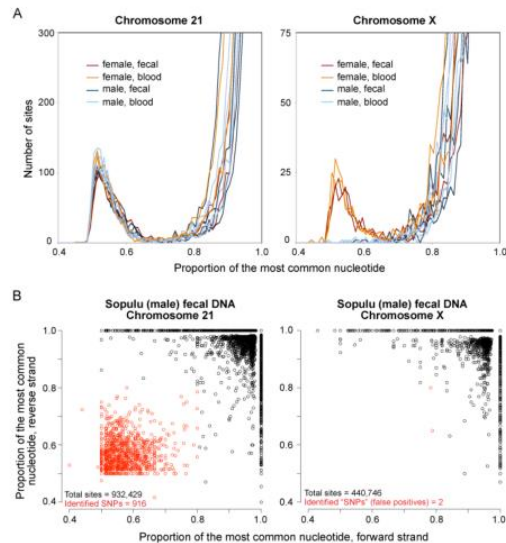 A
Chromosome 21
Chromosome X
300
200
100
0
Number of sites
female, fecal
female, blood
male, fecal
male, blood
75
50
25
0
female, fecal
female, blood
male, fecal
male, blood
0.4 0.6 0.8 1.0
0.4 0.6 0.8 1.0
Proportion of the most common nucleotide
B
Sopulu (male) fecal DNA
Chromosome 21
Sopulu (male) fecal DNA
Chromosome X
Proportion of the most common
nucleotide, reverse strand
1.0
0.9
0.8
0.7
0.6
0.5
0.4
Total sites = 932,429
Identified SNPs = 916
1.0
0.8
0.6
0.4
Total sites = 440,746
Identified "SNPs" (false positives) = 2
0.4 0.6 0.8 1.0
0.4 0.6 0.8 1.0
Proportion of the most common nucleotide, forward strand